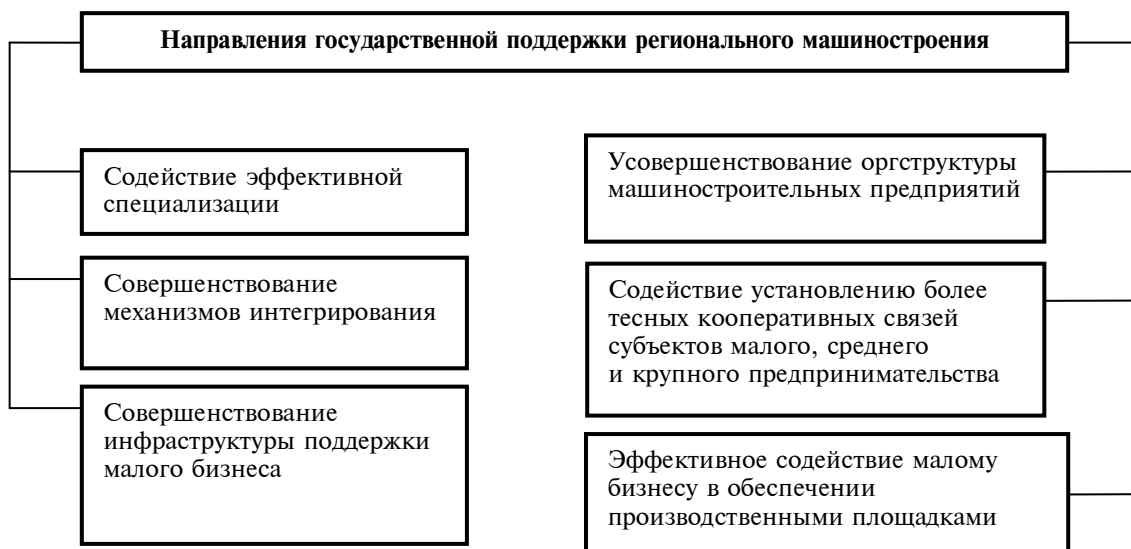 Направления государственной поддержки регионального машиностроения
Содействие эффективной
специализации
Совершенствование
механизмов интегрирования
Совершенствование
инфраструктуры поддержки
малого бизнеса
Усовершенствование оргструктуры
машиностроительных предприятий
Содействие установлению более
тесных кооперативных связей
субъектов малого, среднего
и крупного предпринимательства
Эффективное содействие малому
бизнесу в обеспечении
производственными площадками